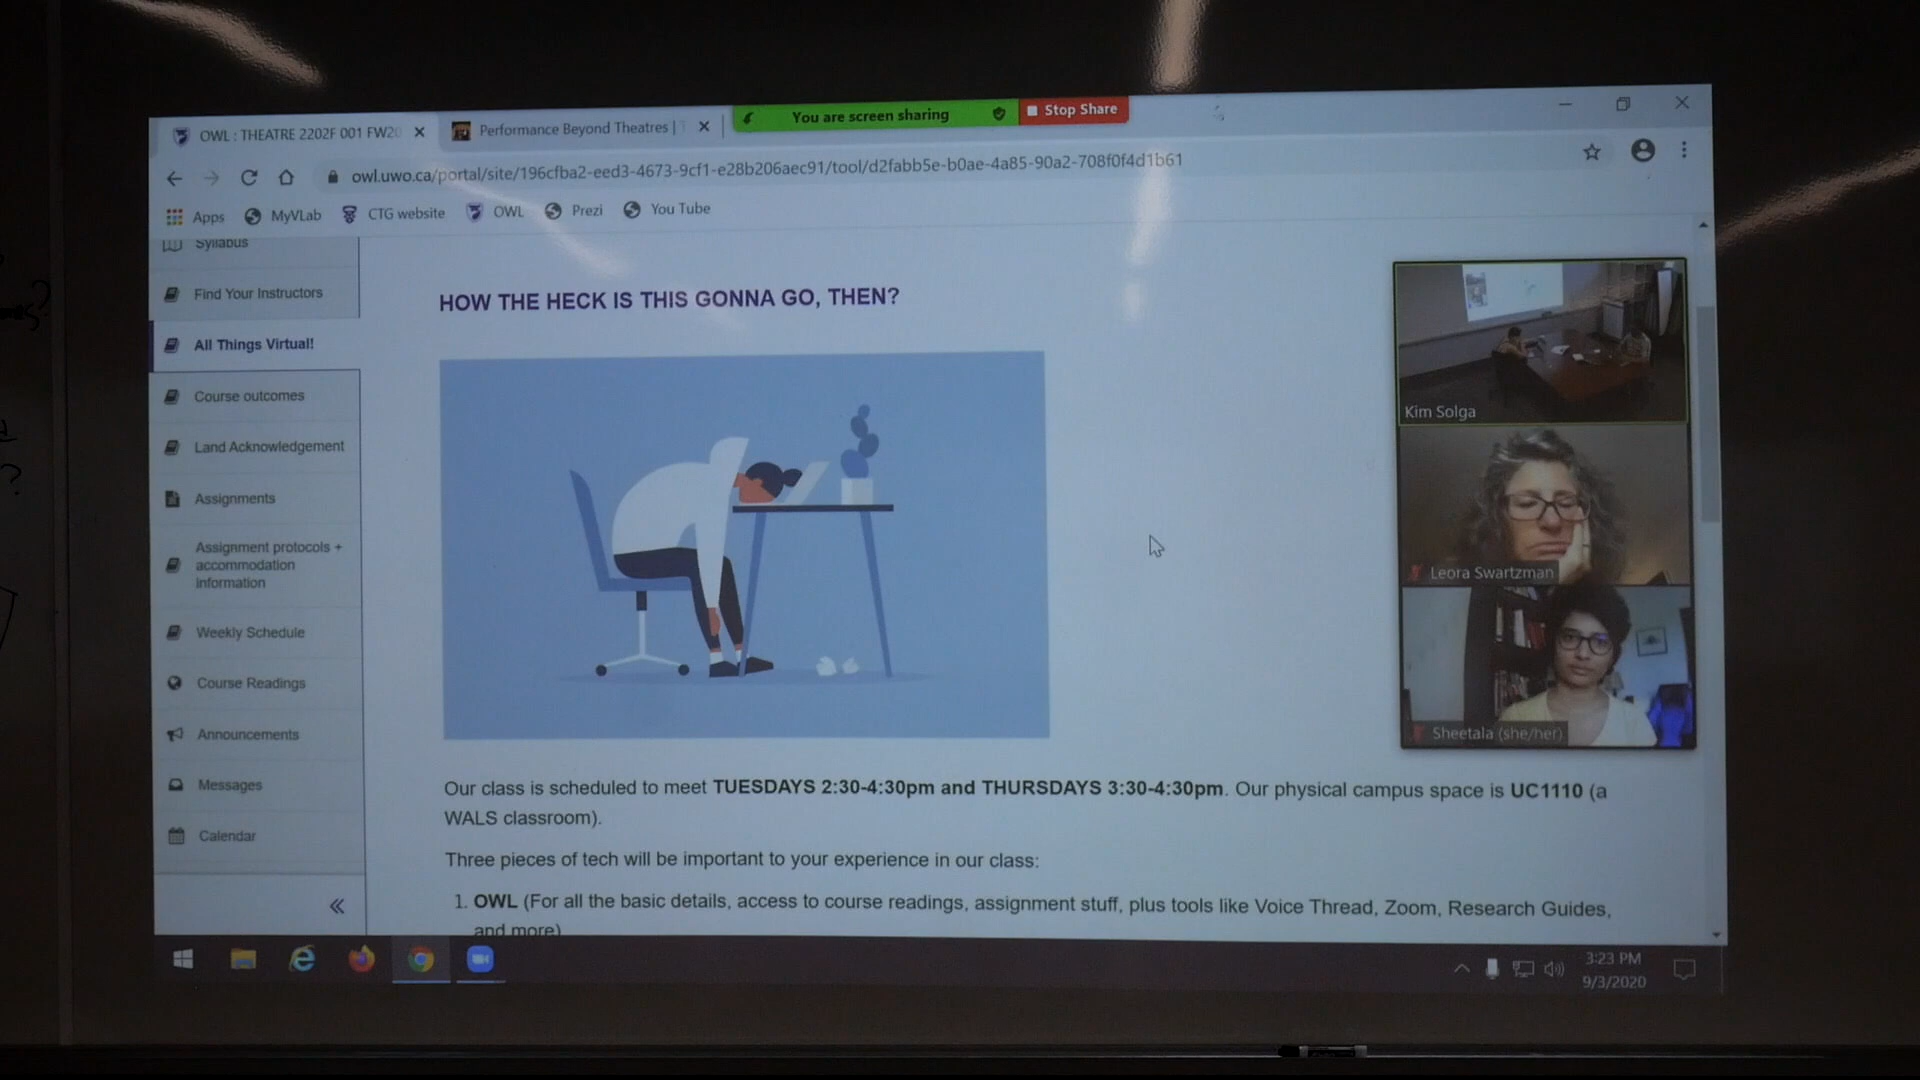 OWL : THEATRE 2202F 001 FW20
Performance Beyond Theatres | T
You are screen sharing
Stop Share
owl.uwo.ca/portal/site/196cfba2-eed3-4673-9cf1-e28b206aec91/tool/d2fabb5e-b0ae-4a85-90a2-708f0f4d1b61
Apps MyVLab CTG website OWL Prezi You Tube
Syllabus
Find Your Instructors
All Things Virtual!
Course outcomes
Land Acknowledgement
Assignments
Assignment protocols +
accommodation
information
Weekly Schedule
Course Readings
Announcements
Messages
Calendar
HOW THE HECK IS THIS GONNA GO, THEN?
Kim Solga
Leora Swartzman
Sheetala (she/her)
Our class is scheduled to meet TUESDAYS 2:30-4:30pm and THURSDAYS 3:30-4:30pm. Our physical campus space is UC1110 (a
WALS classroom).
Three pieces of tech will be important to your experience in our class:
1. OWL (For all the basic details, access to course readings, assignment stuff, plus tools like Voice Thread, Zoom, Research Guides,
and more)
3:23 PM
9/3/2020